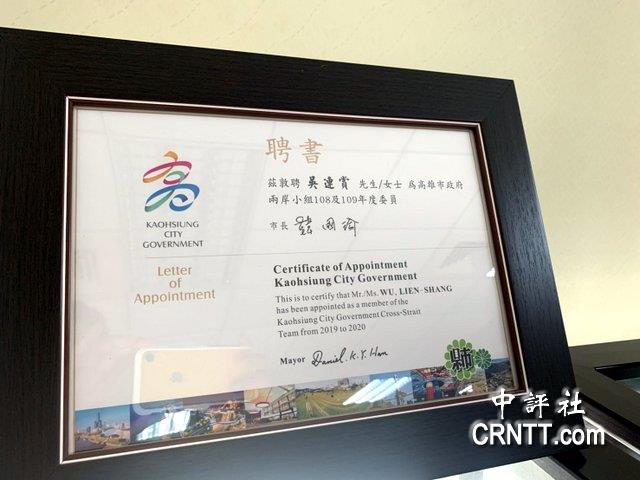 聘書
茲敦聘 吳連賞 先生/女士 為高雄市政府
兩岸小組108及109年度委員
市長 韓國瑜
KAOHSIUNG
CITY
GOVERNMENT
Letter
of
Appointment
Certificate of Appointment
Kaohsiung City Government
This is to certify that Mr./Ms. WU, LIEN-SHANG
has been appointed as a member of the
Kaohsiung City Government Cross-Strait
Team from 2019 to 2020
Mayor Daniel. K. Y. Han
中評社
CRNTT.com